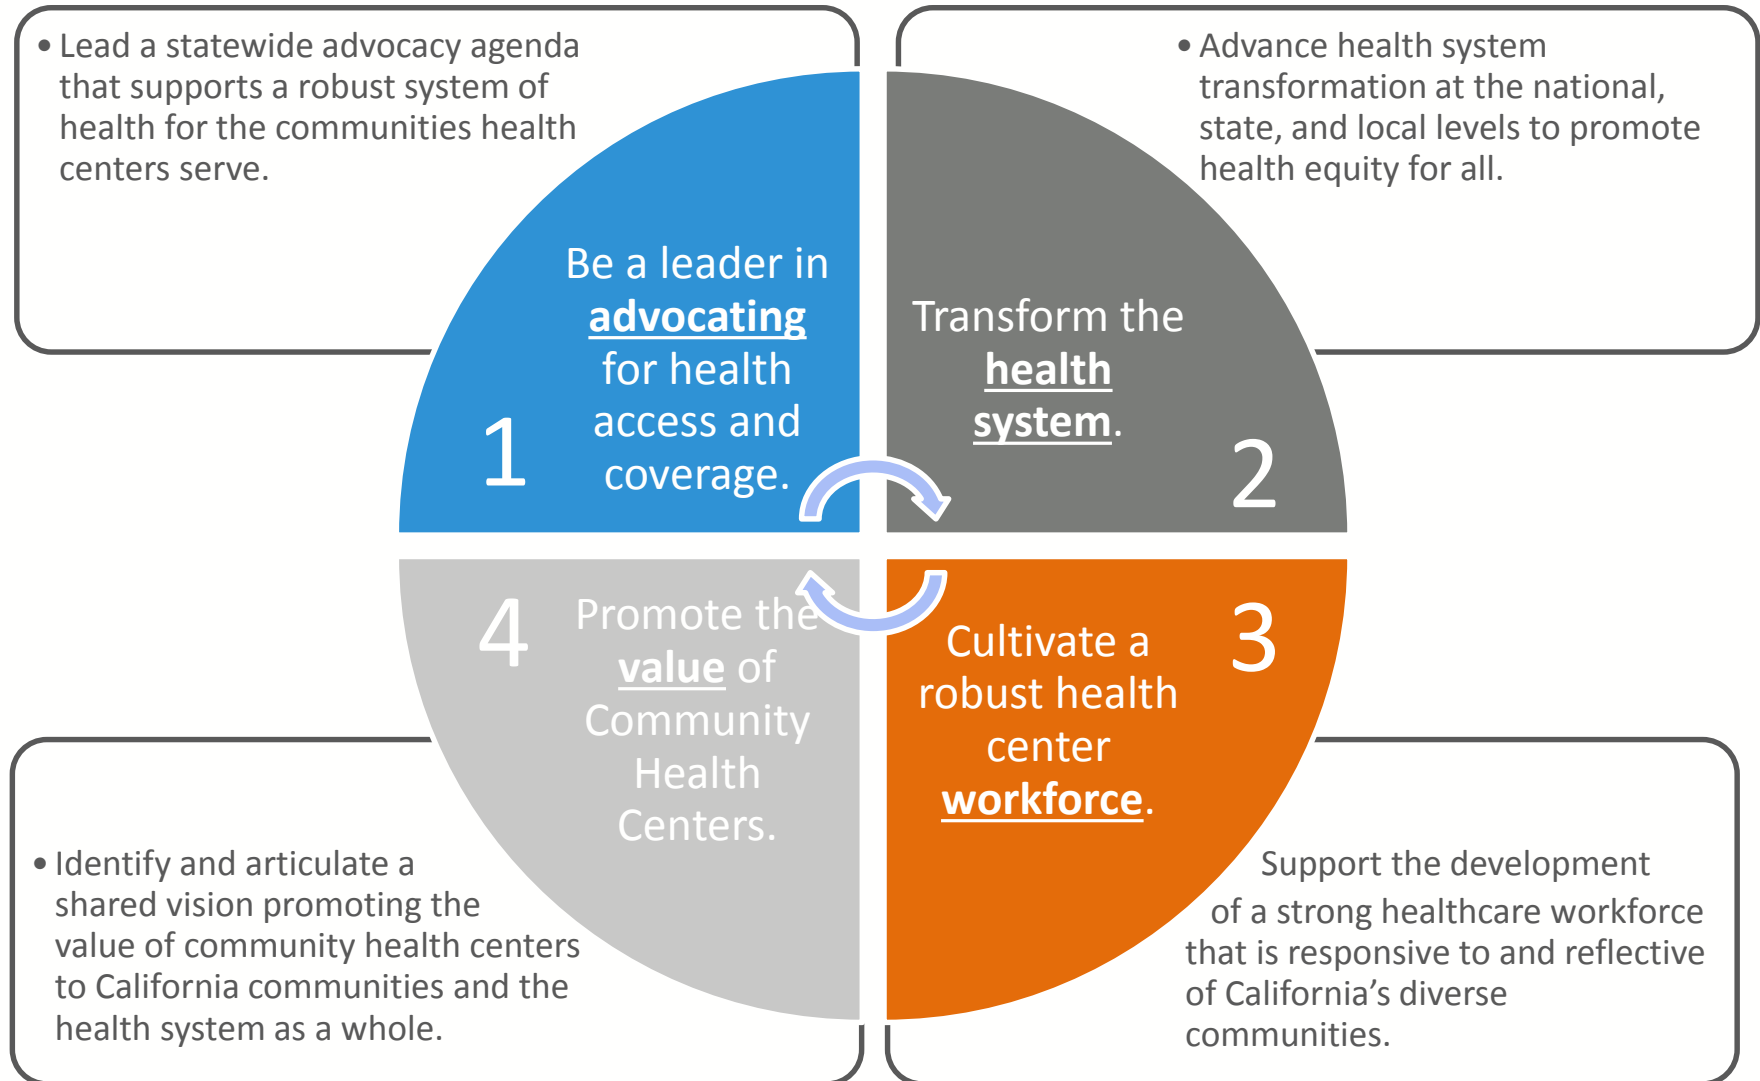 • Lead a statewide advocacy agenda
that supports a robust system of
health for the communities health
centers serve.
• Advance health system
transformation at the national,
state, and local levels to promote
health equity for all.
Be a leader in
advocating
for health
access and
coverage.
1
Transform the
health
system.
2
4
Promote the
value of
Community
Health
Centers.
3
Cultivate a
robust health
center
workforce.
• Identify and articulate a
shared vision promoting the
value of community health centers
to California communities and the
health system as a whole.
Support the development
of a strong healthcare workforce
that is responsive to and reflective
of California’s diverse
communities.